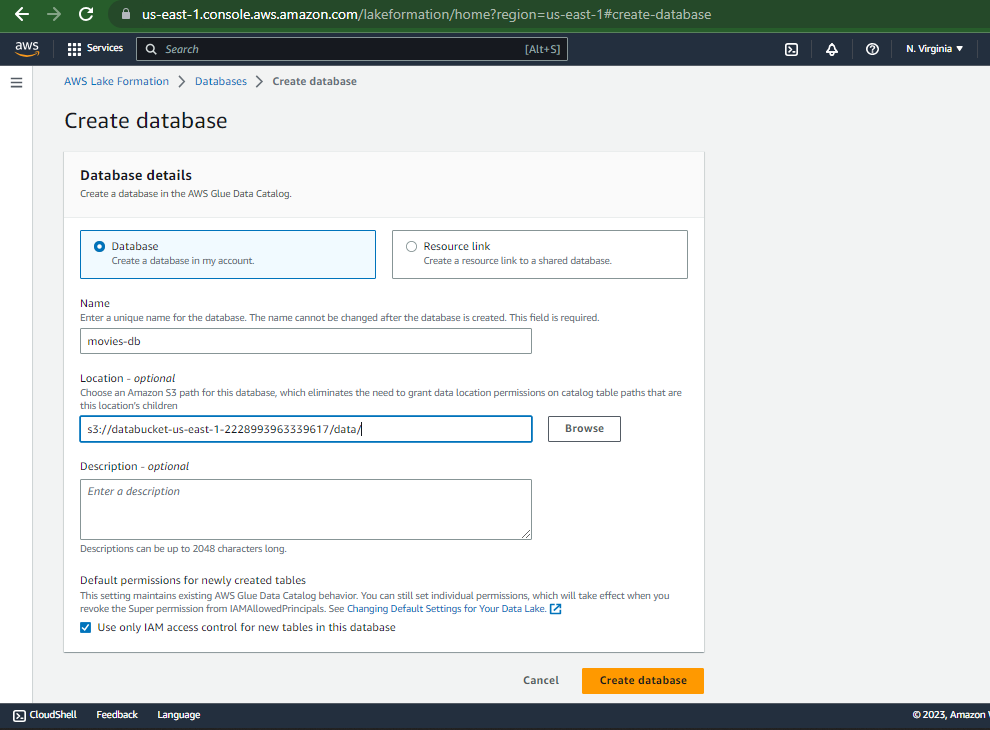 us-east-1.console.aws.amazon.com/lakeformation/home?region=us-east-1#create-database
aws Services Search [Alt+S] N. Virginia
AWS Lake Formation Databases Create database
Create database
Database details
Create a database in the AWS Glue Data Catalog.
Database Resource link
Create a database in my account. Create a resource link to a shared database.
Name
Enter a unique name for the database. The name cannot be changed after the database is created. This field is required.
movies-db
Location - optional
Choose an Amazon S3 path for this database, which eliminates the need to grant data location permissions on catalog table paths that are
this location's children
s3://databucket-us-east-1-2228993963339617/data/ Browse
Description - optional
Enter a description
Descriptions can be up to 2048 characters long.
Default permissions for newly created tables
This setting maintains existing AWS Glue Data Catalog behavior. You can still set individual permissions, which will take effect when you
revoke the Super permission from IAMAllowedPrincipals. See Changing Default Settings for Your Data Lake.
Use only IAM access control for new tables in this database
Cancel Create database
CloudShell Feedback Language © 2023, Amazon